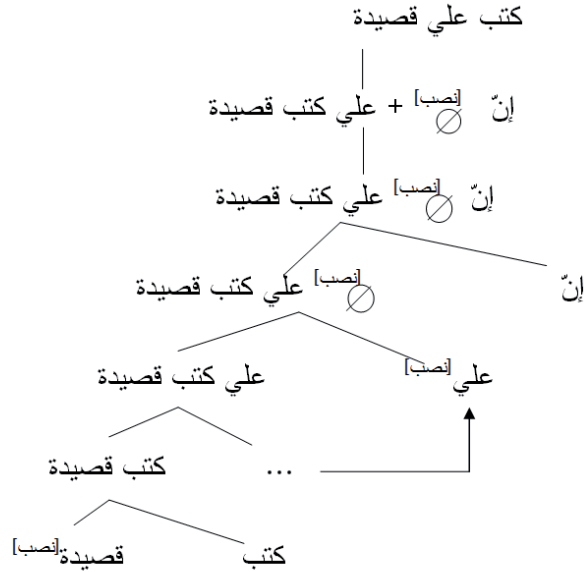 كتب علي قصيدة
إنّ ∅[نصب] + علي كتب قصيدة
إنّ ∅[نصب] علي كتب قصيدة
إنّ ∅[نصب] علي كتب قصيدة
علي[نصب] علي كتب قصيدة
... كتب قصيدة
كتب قصيدة[نصب]